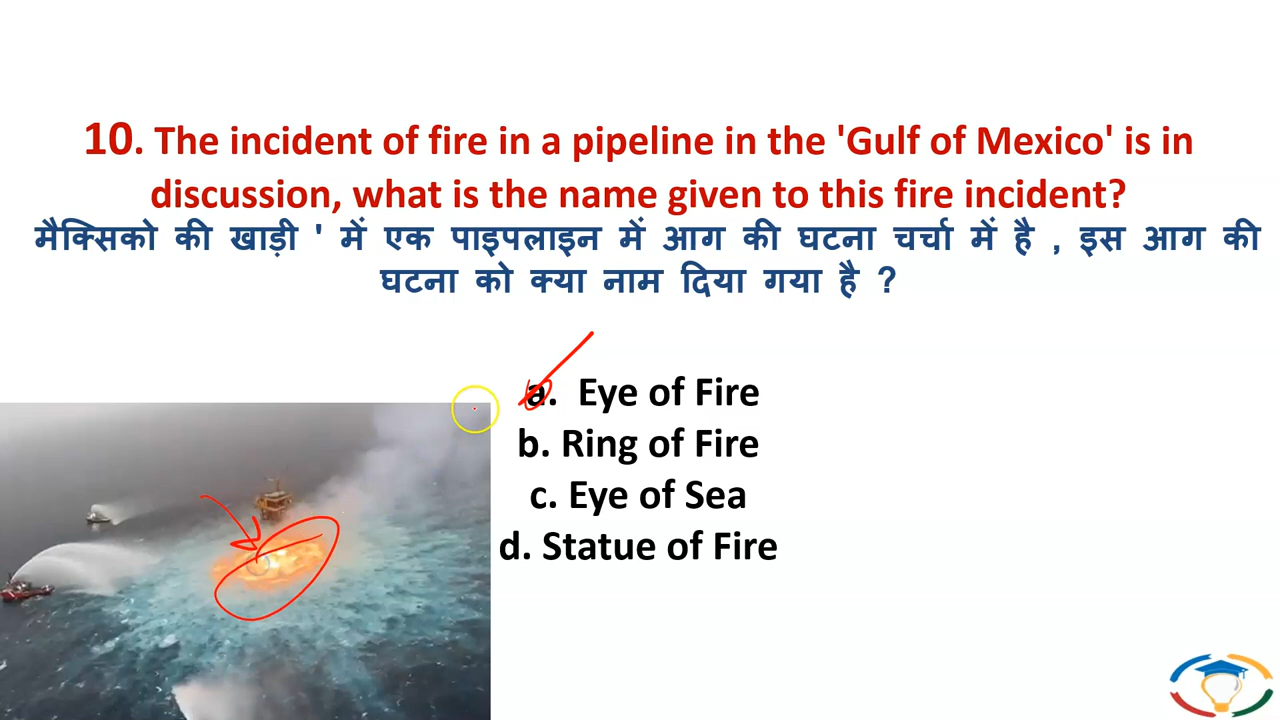 10. The incident of fire in a pipeline in the 'Gulf of Mexico' is in
discussion, what is the name given to this fire incident?
मैक्सिको की खाड़ी ' में एक पाइपलाइन में आग की घटना चर्चा में है , इस आग की
घटना को क्या नाम दिया गया है ?
a. Eye of Fire
b. Ring of Fire
c. Eye of Sea
d. Statue of Fire